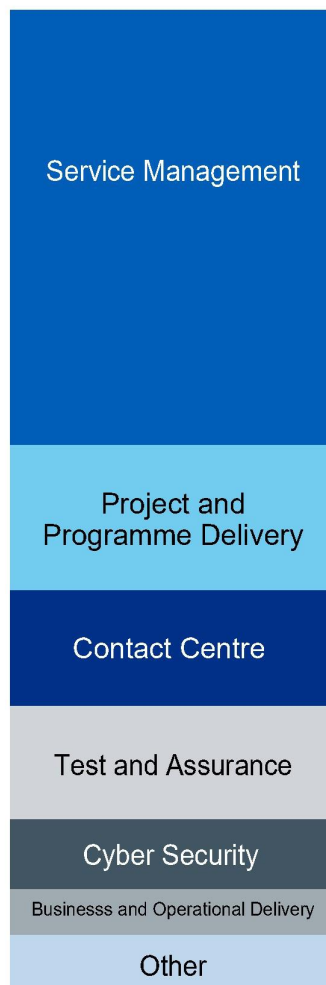 Service Management
Project and
Programme Delivery
Contact Centre
Test and Assurance
Cyber Security
Businesss and Operational Delivery
Other